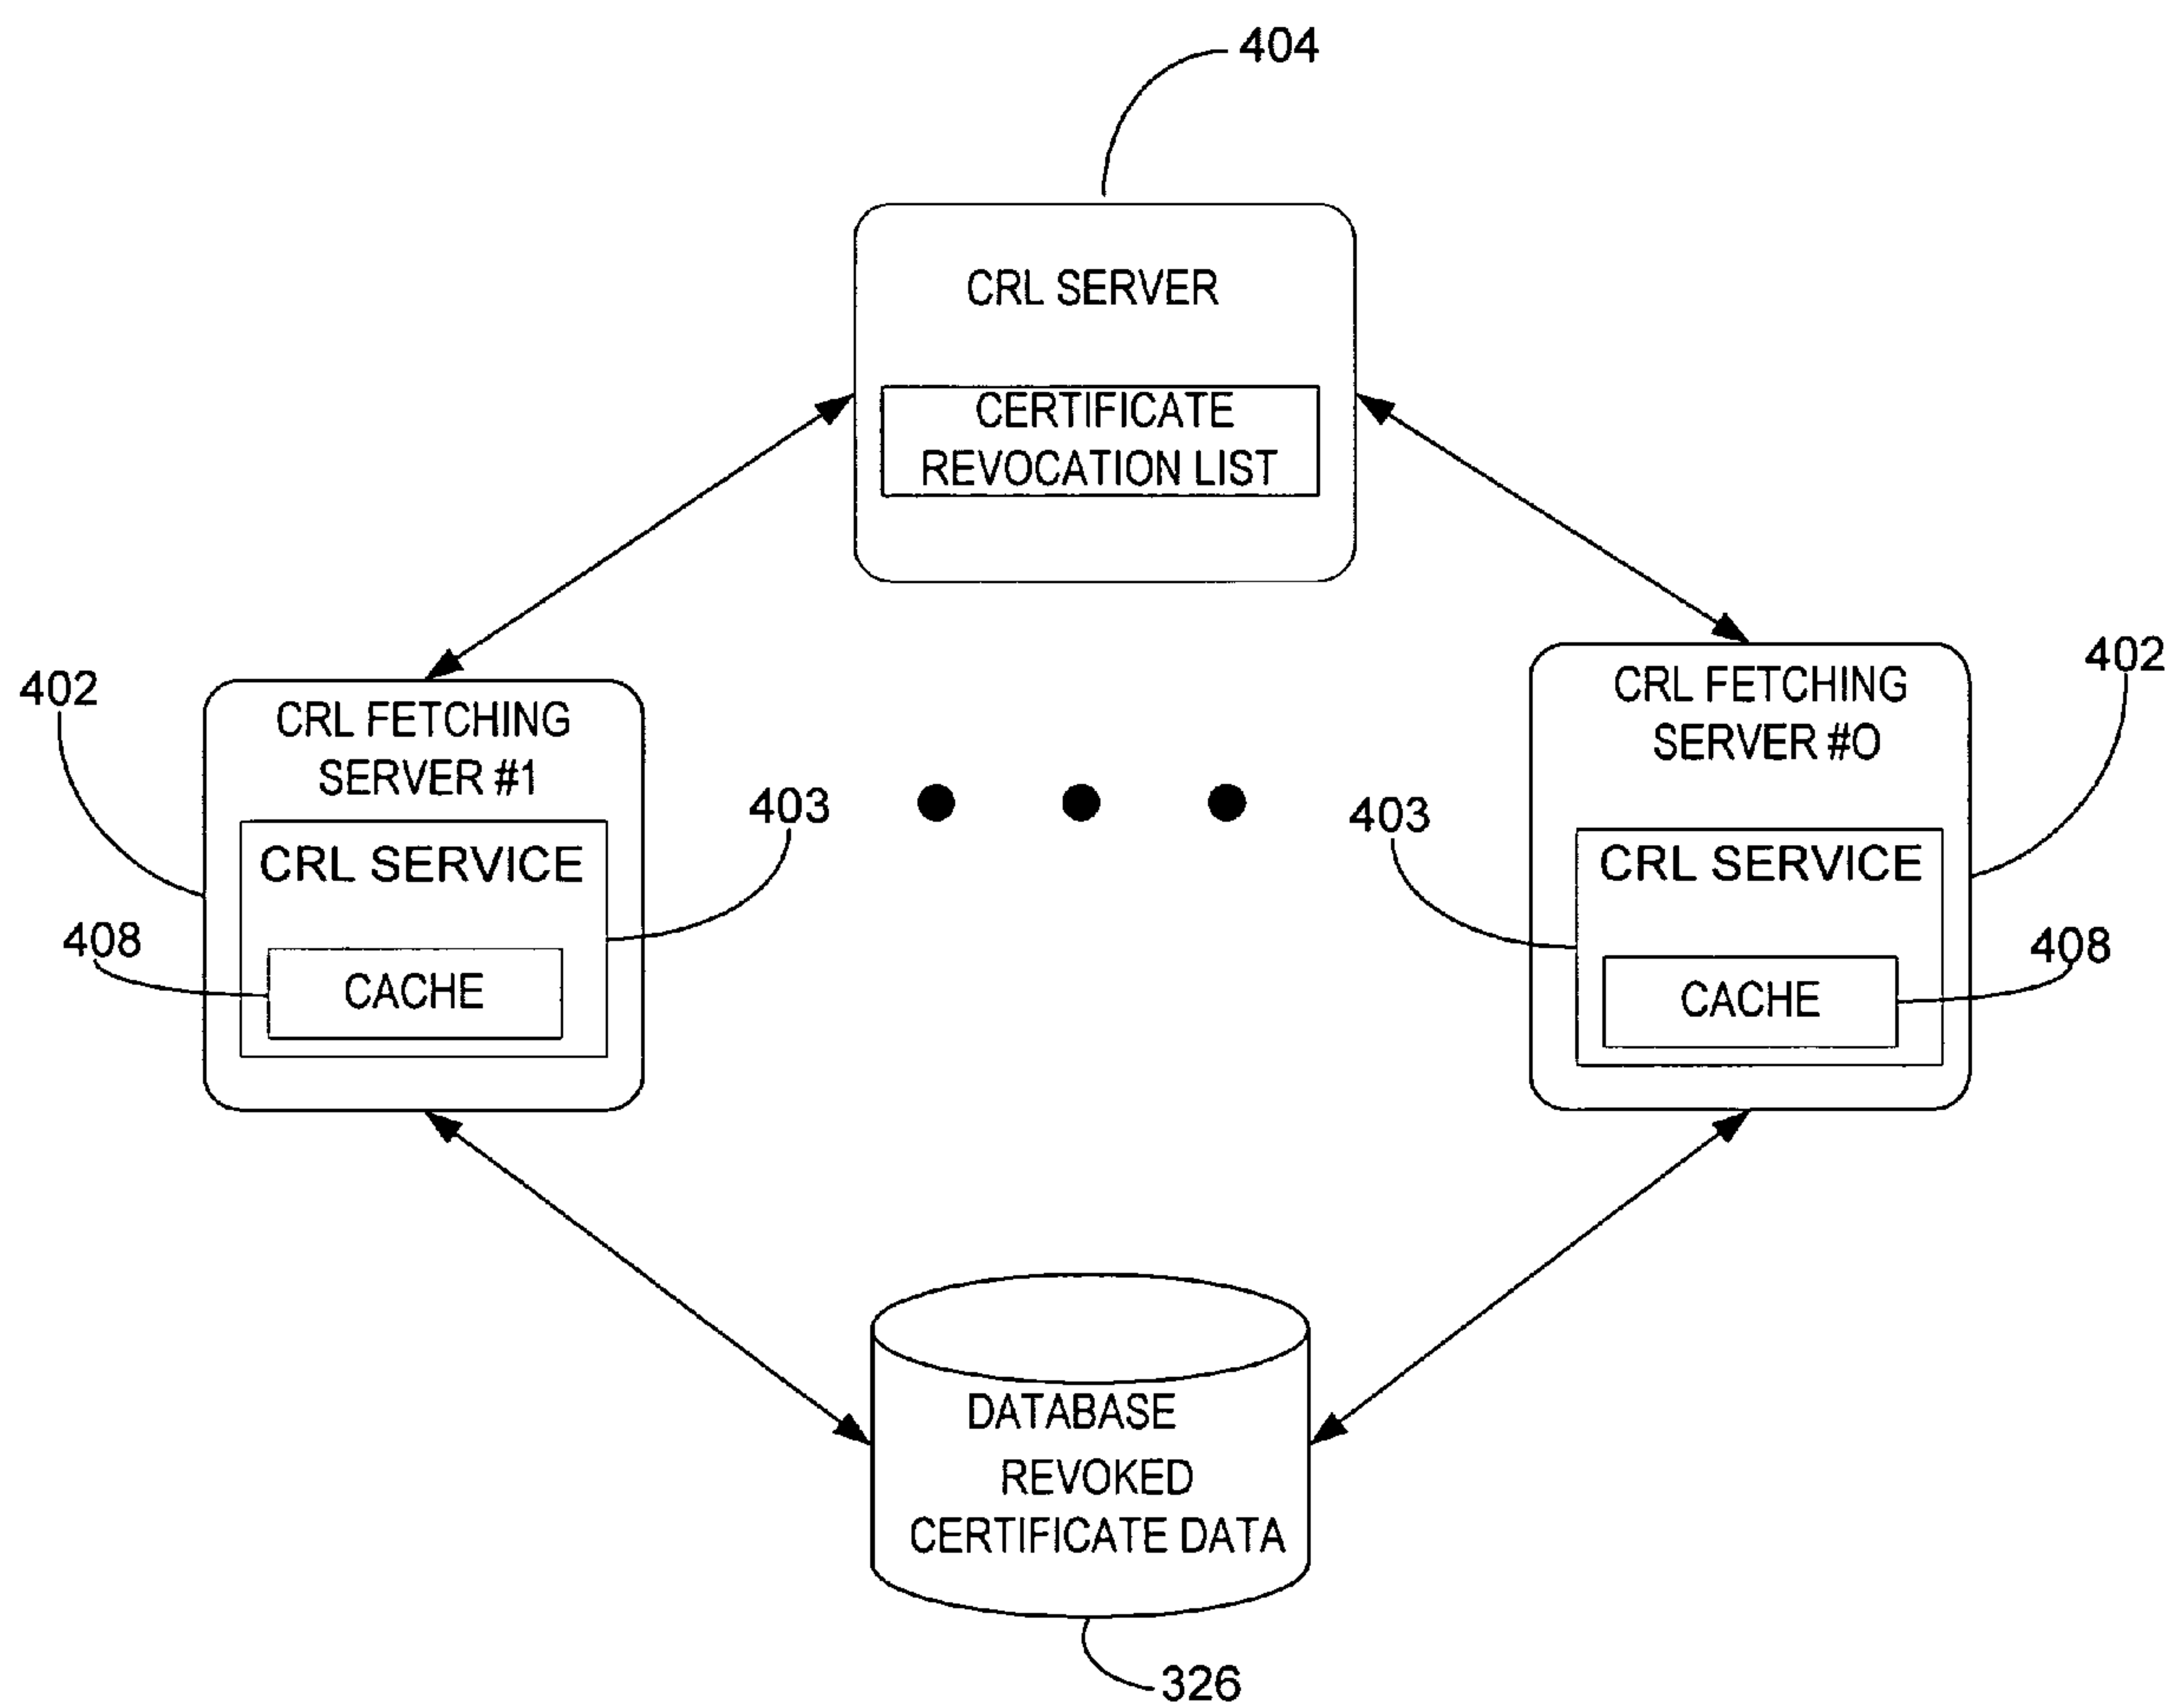 404
CRL SERVER
CERTIFICATE
REVOCATION LIST
402
CRL FETCHING
SERVER #1
403
CRL SERVICE
408
CACHE
CRL FETCHING
SERVER #O
402
403
CRL SERVICE
408
CACHE
DATABASE
REVOKED
CERTIFICATE DATA
326